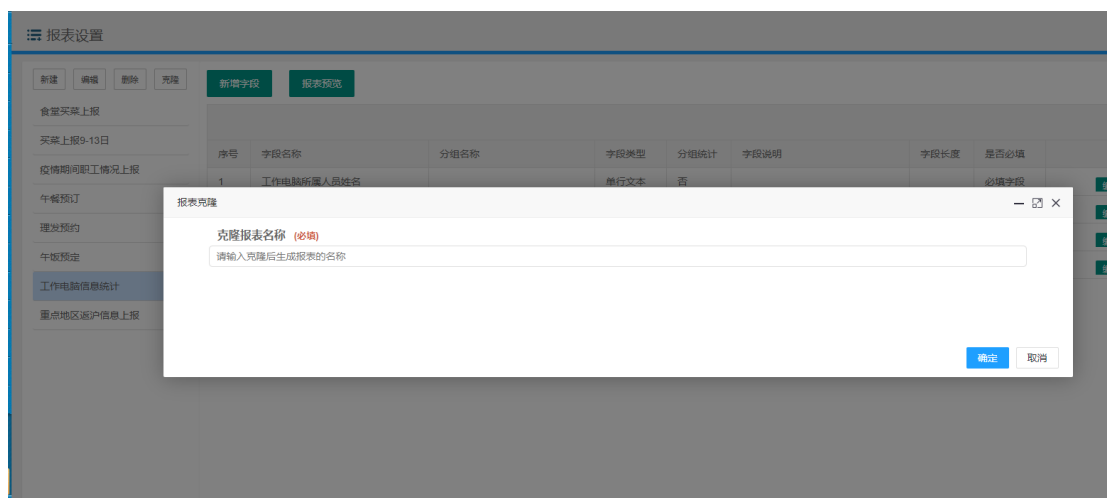 报表设置
新建 编辑 删除 克隆 新增字段 报表预览
食堂买菜上报
买菜上报9-13日
序号 字段名称 分组名称 字段类型 分组统计 字段说明 字段长度 是否必填
疫情期间职工情况上报
1 工作电脑所属人员姓名 单行文本 否 必填字段
午餐预订
报表克隆
理发预约
克隆报表名称 (必填)
午饭预定
请输入克隆后生成报表的名称
工作电脑信息统计
重点地区返沪信息上报
确定 取消